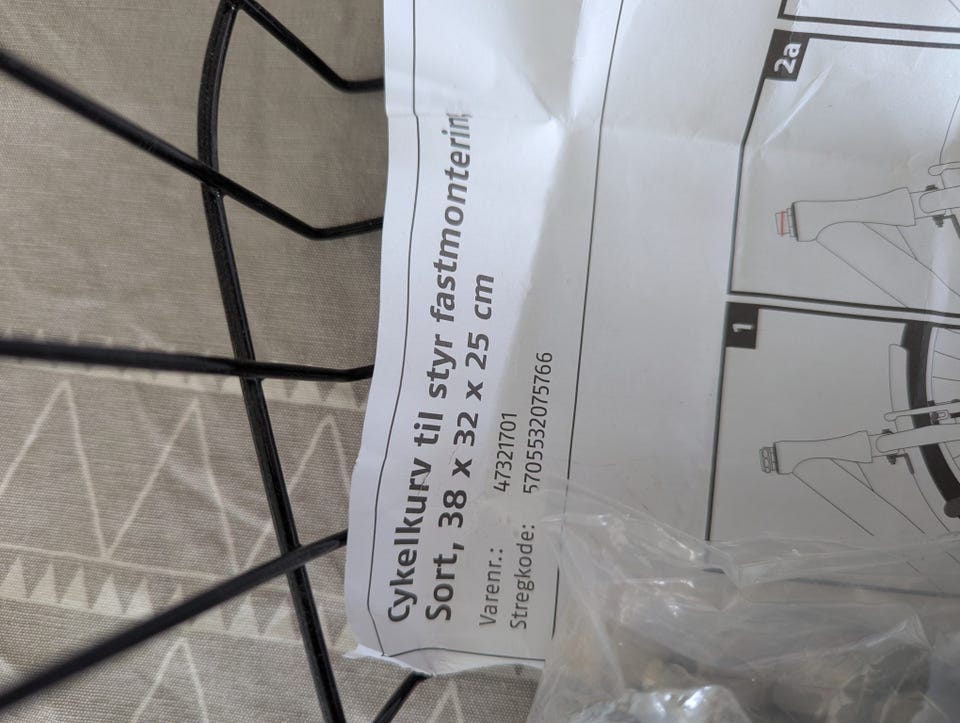 Cykelkurv til styr fastmontering
Sort, 38 x 32 x 25 cm
Varenr.: 47321701
Stregkode: 5705532075766
1
2a